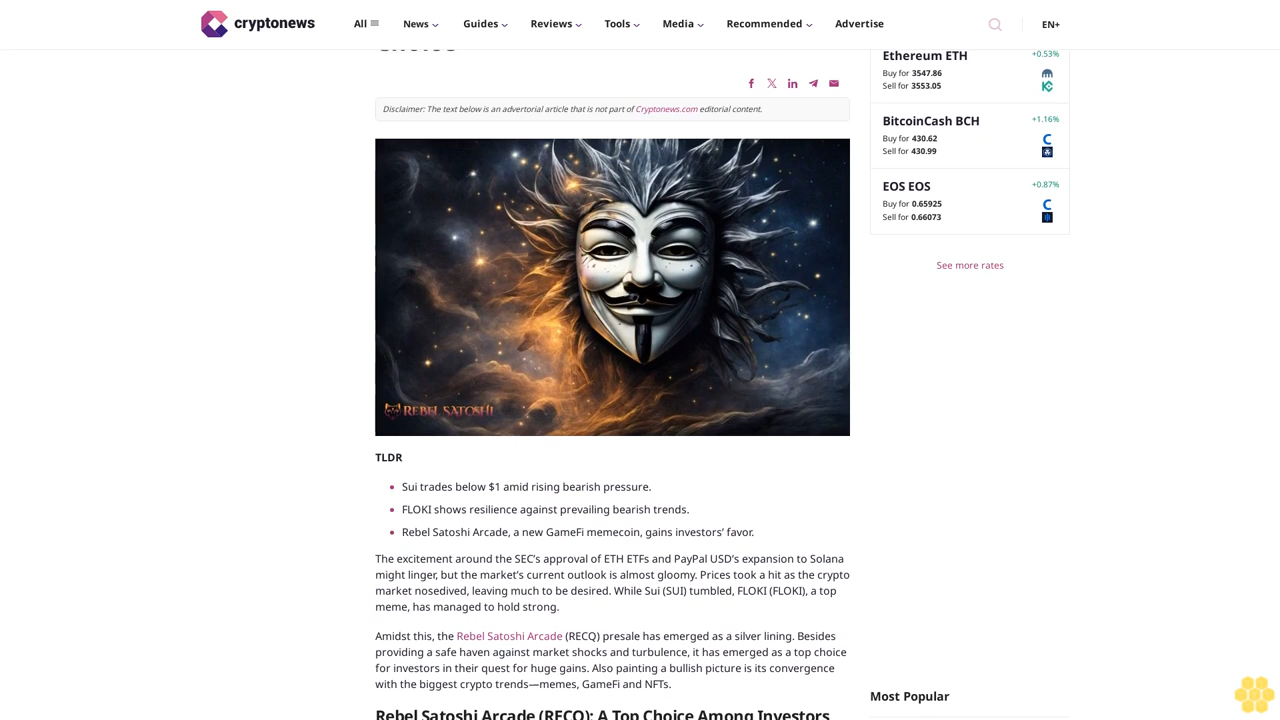 cryptonews
All
News
Guides
Reviews
Tools
Media
Recommended
Advertise
EN+
Disclaimer: The text below is an advertorial article that is not part of Cryptonews.com editorial content.
REBEL SATOSHI
TLDR
Sui trades below $1 amid rising bearish pressure.
FLOKI shows resilience against prevailing bearish trends.
Rebel Satoshi Arcade, a new GameFi memecoin, gains investors’ favor.
The excitement around the SEC’s approval of ETH ETFs and PayPal USD’s expansion to Solana
might linger, but the market’s current outlook is almost gloomy. Prices took a hit as the crypto
market nosedived, leaving much to be desired. While Sui (SUI) tumbled, FLOKI (FLOKI), a top
meme, has managed to hold strong.
Amidst this, the Rebel Satoshi Arcade (RECQ) presale has emerged as a silver lining. Besides
providing a safe haven against market shocks and turbulence, it has emerged as a top choice
for investors in their quest for huge gains. Also painting a bullish picture is its convergence
with the biggest crypto trends—memes, GameFi and NFTs.
Rebel Satoshi Arcade (RECQ): A Top Choice Among Investors
Ethereum ETH
+0.53%
Buy for 3547.86
Sell for 3553.05
BitcoinCash BCH
+1.16%
Buy for 430.62
Sell for 430.99
EOS EOS
+0.87%
Buy for 0.65925
Sell for 0.66073
See more rates
Most Popular